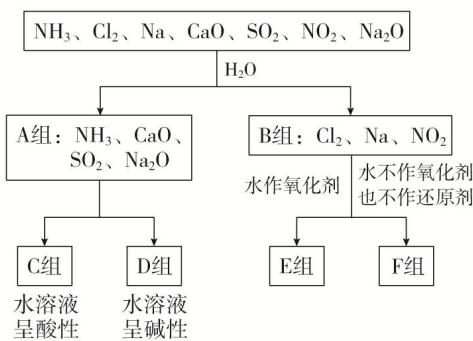 NH₃、Cl₂、Na、CaO、SO₂、NO₂、Na₂O
H₂O
A组：NH₃、CaO、
SO₂、Na₂O
B组：Cl₂、Na、NO₂
水作氧化剂
水不作氧化剂
也不作还原剂
C组
D组
E组
F组
水溶液
呈酸性
水溶液
呈碱性